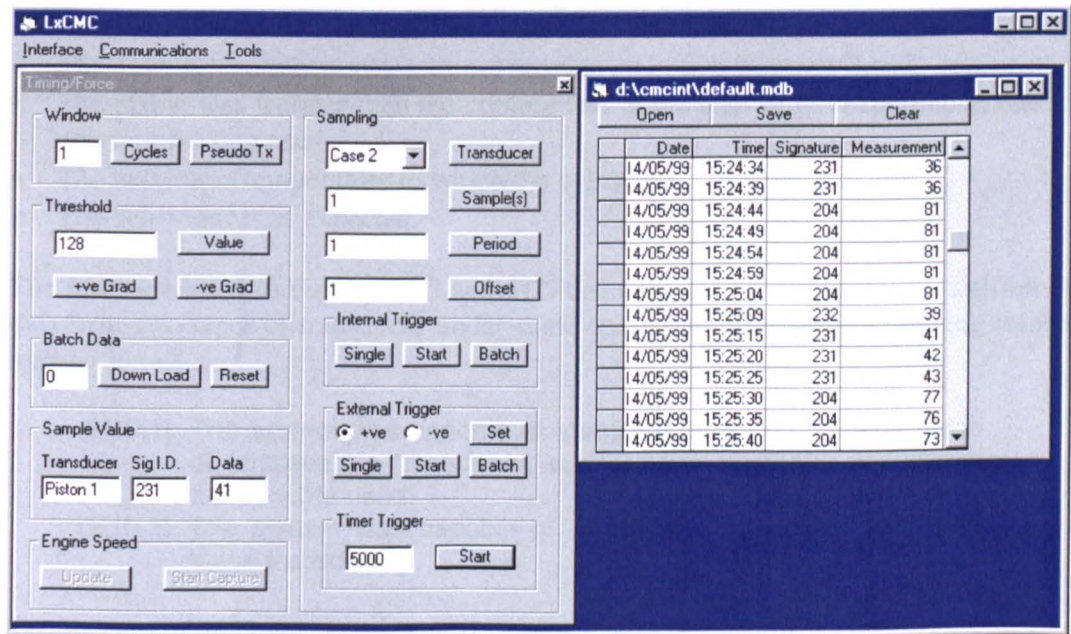 LxCMC
Interface Communications Tools
Timing/Force
Window
1 Cycles Pseudo Tx
Threshold
128 Value
+ve Grad -ve Grad
Batch Data
0 Down Load Reset
Sample Value
Transducer Sig I.D. Data
Piston 1 231 41
Engine Speed
Update Start Capture
Sampling
Case 2 Transducer
1 Sample(s)
1 Period
1 Offset
Internal Trigger
Single Start Batch
External Trigger
+ve -ve Set
Single Start Batch
Timer Trigger
5000 Start
d:\cmcint\default.mdb
Open Save Clear
Date Time Signature Measurement
14/05/99 15:24:34 231 36
14/05/99 15:24:39 231 36
14/05/99 15:24:44 204 81
14/05/99 15:24:49 204 81
14/05/99 15:24:54 204 81
14/05/99 15:24:59 204 81
14/05/99 15:25:04 204 81
14/05/99 15:25:09 232 39
14/05/99 15:25:15 231 41
14/05/99 15:25:20 231 42
14/05/99 15:25:25 231 43
14/05/99 15:25:30 204 77
14/05/99 15:25:35 204 76
14/05/99 15:25:40 204 73